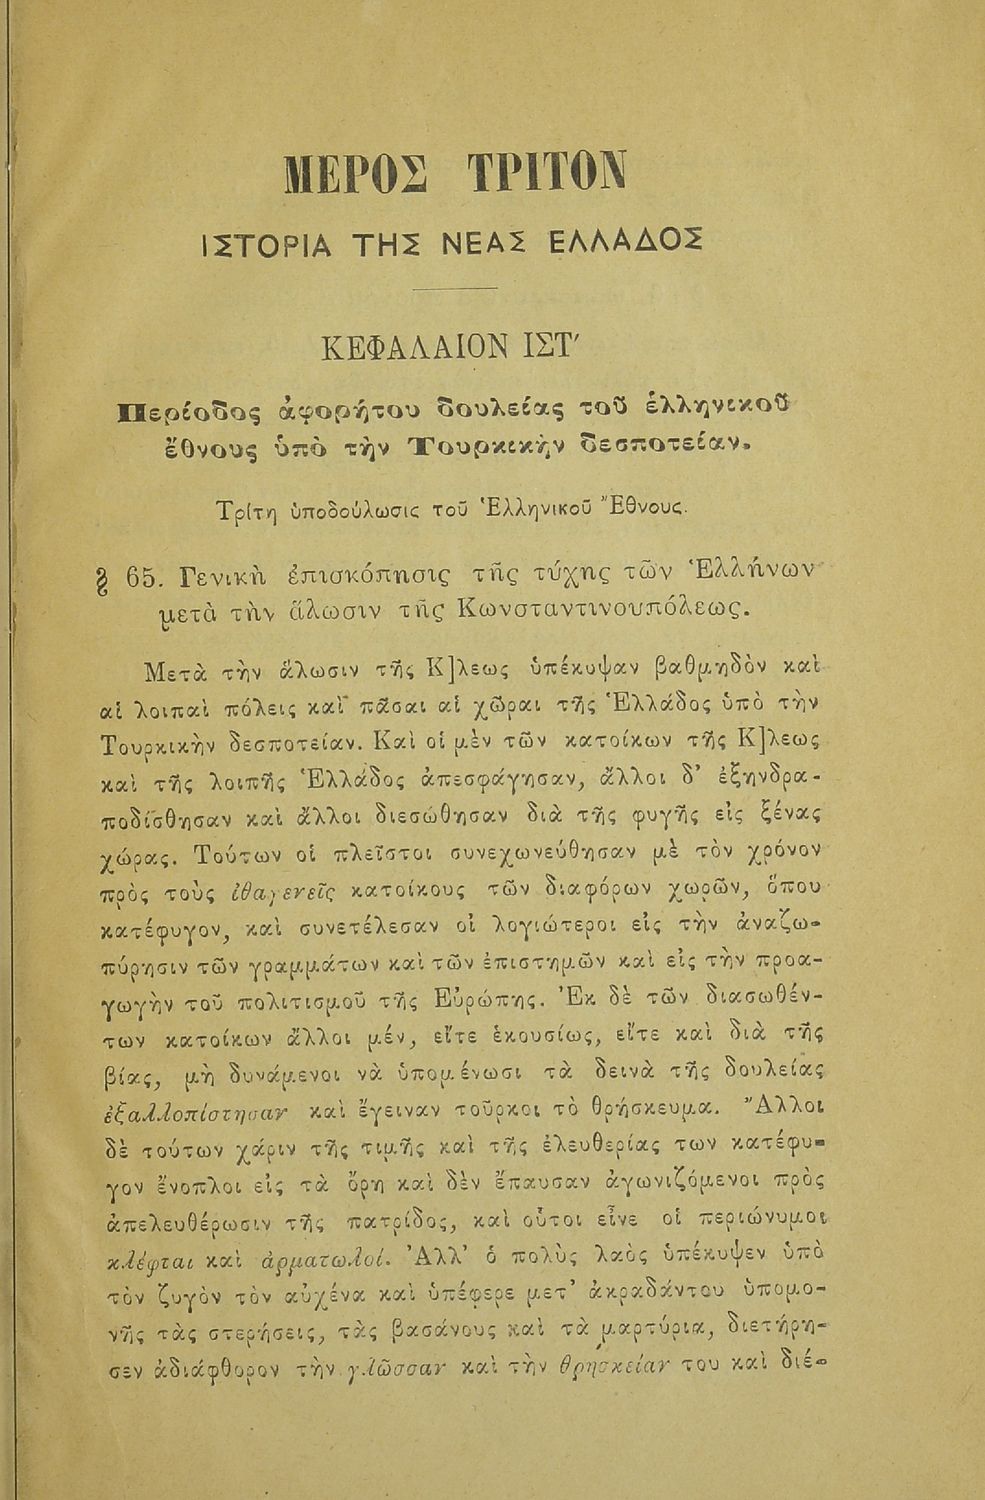 ΜΕΡΟΣ ΤΡΙΤΟΝ
ΙΣΤΟΡΙΑ ΤΗΣ ΝΕΑΣ ΕΛΛΑΔΟΣ
ΚΕΦΑΛΑΙΟΝ ΙΣΤ′
Περίοδος ἀφορήτου δουλείας τοῦ ἑλληνικοῦ
ἔθνους ὑπὸ τὴν Τουρκικὴν δεσποτείαν.
Τρίτη ὑποδούλωσις τοῦ Ἑλληνικοῦ Ἔθνους.
§ 65. Γενικὴ ἐπισκόπησις τῆς τύχης τῶν Ἑλλήνων
μετὰ τὴν ἅλωσιν τῆς Κωνσταντινουπόλεως.
Μετὰ τὴν ἅλωσιν τῆς Κ]λεως ὑπέκυψαν βαθμηδὸν καὶ
αἱ λοιπαὶ πόλεις καὶ πᾶσαι αἱ χῶραι τῆς Ἑλλάδος ὑπὸ τὴν
Τουρκικὴν δεσποτείαν. Καὶ οἱ μὲν τῶν κατοίκων τῆς Κ]λεως
καὶ τῆς λοιπῆς Ἑλλάδος ἀπεσφάγησαν, ἄλλοι δ' ἐξηνδρα-
ποδίσθησαν καὶ ἄλλοι διεσώθησαν διὰ τῆς φυγῆς εἰς ξένας
χώρας. Τούτων οἱ πλεῖστοι συνεχωνεύθησαν μὲ τὸν χρόνον
πρὸς τοὺς ἰθαγενεῖς κατοίκους τῶν διαφόρων χωρῶν, ὅπου
κατέφυγον, καὶ συνετέλεσαν οἱ λογιώτεροι εἰς τὴν ἀναζω-
πύρησιν τῶν γραμμάτων καὶ τῶν ἐπιστημῶν καὶ εἰς τὴν προα-
γωγὴν τοῦ πολιτισμοῦ τῆς Εὐρώπης. Ἐκ δὲ τῶν διασωθέν-
των κατοίκων ἄλλοι μέν, εἴτε ἑκουσίως, εἴτε καὶ διὰ τῆς
βίας, μὴ δυνάμενοι νὰ ὑπομένωσι τὰ δεινὰ τῆς δουλείας
ἐξαλλοπίστησαν καὶ ἔγειναν τοῦρκοι τὸ θρήσκευμα. Ἄλλοι
δὲ τούτων χάριν τῆς τιμῆς καὶ τῆς ἐλευθερίας των κατέφυ-
γον ἔνοπλοι εἰς τὰ ὄρη καὶ δὲν ἔπαυσαν ἀγωνιζόμενοι πρὸς
ἀπελευθέρωσιν τῆς πατρίδος, καὶ οὗτοι εἶνε οἱ περιώνυμοι
κλέφται καὶ ἁρματωλοί. Ἀλλ' ὁ πολὺς λαὸς ὑπέκυψεν ὑπὸ
τὸν ζυγὸν τὸν αὐχένα καὶ ὑπέφερε μετ' ἀκραδάντου ὑπομο-
νῆς τὰς στερήσεις, τὰς βασάνους καὶ τὰ μαρτύρια, διετήρη-
σεν ἀδιάφθορον τὴν γλῶσσαν καὶ τὴν θρησκείαν του καὶ διέ-